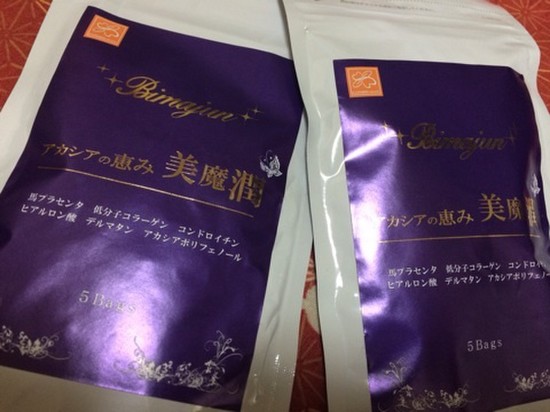 Bimajun
アカシアの恵み 美魔潤
馬プラセンタ 低分子コラーゲン コンドロイチン
ヒアルロン酸 デルマタン アカシアポリフェノール
5Bags
Bimajun
アカシアの恵み 美魔潤
馬プラセンタ 低分子コラーゲン コンドロイ
ヒアルロン酸 デルマタン アカシアポリフェノール
5Bags